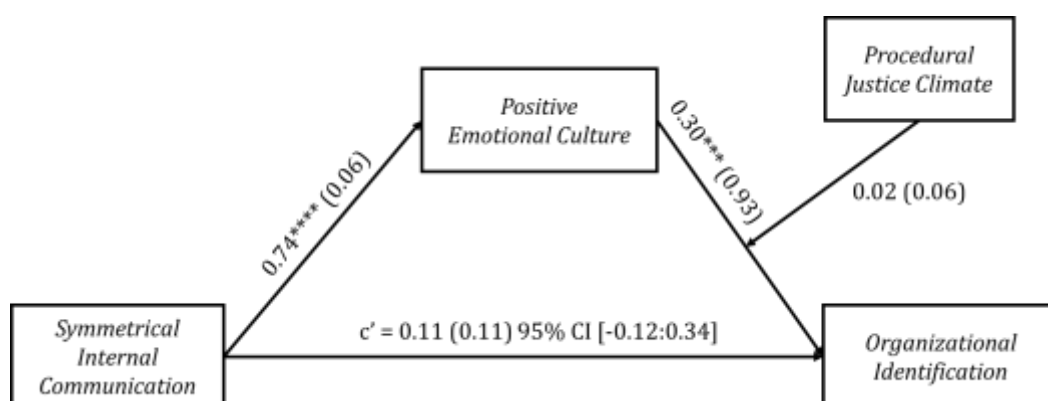 Procedural
Justice Climate
Positive
Emotional Culture
0.74**** (0.06)
0.30*** (0.93)
0.02 (0.06)
Symmetrical
Internal
Communication
c’ = 0.11 (0.11) 95% CI [-0.12:0.34]
Organizational
Identification